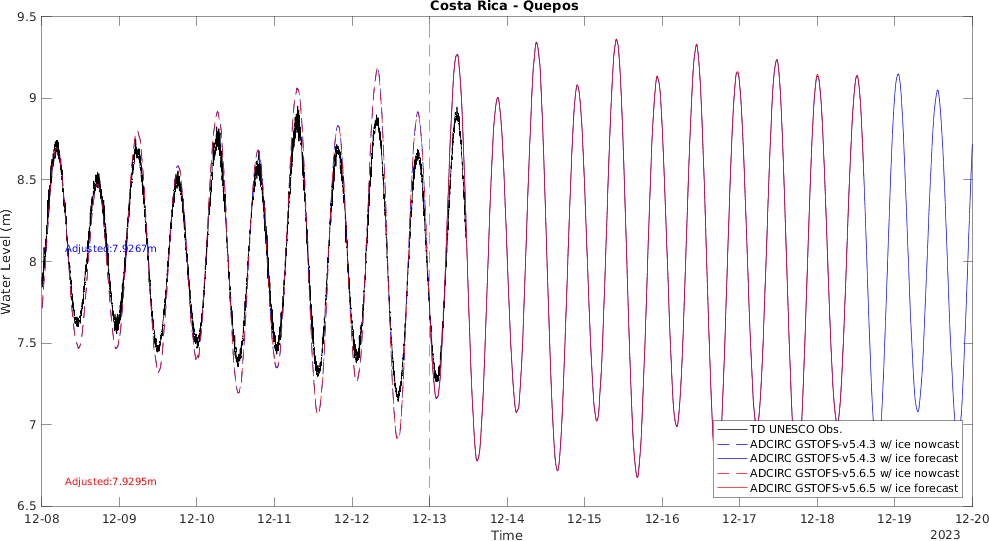 Costa Rica - Quepos
9.5
9
8.5
8
7.5
7
6.5
Water Level (m)
Adjusted:7.9267m
Adjusted:7.9295m
TD UNESCO Obs.
ADCIRC GSTOFS-v5.4.3 w/ ice nowcast
ADCIRC GSTOFS-v5.4.3 w/ ice forecast
ADCIRC GSTOFS-v5.6.5 w/ ice nowcast
ADCIRC GSTOFS-v5.6.5 w/ ice forecast
12-08 12-09 12-10 12-11 12-12 12-13 12-14 12-15 12-16 12-17 12-18 12-19 12-20
Time
2023